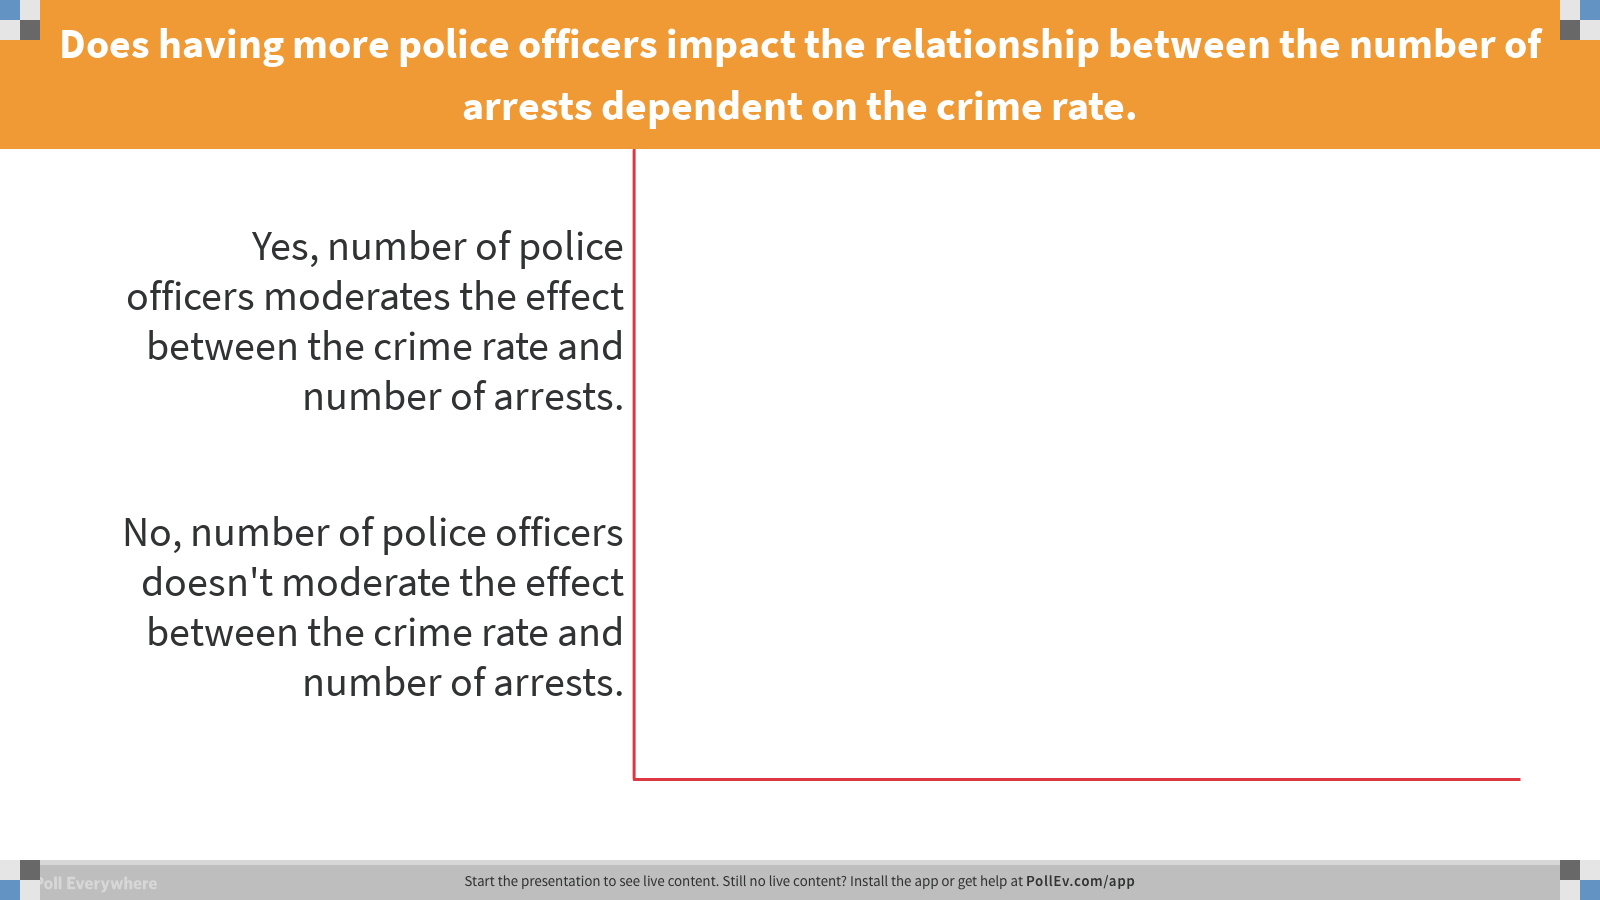 Does having more police officers impact the relationship between the number of
arrests dependent on the crime rate.
Yes, number of police
officers moderates the effect
between the crime rate and
number of arrests.
No, number of police officers
doesn't moderate the effect
between the crime rate and
number of arrests.
Poll Everywhere
Start the presentation to see live content. Still no live content? Install the app or get help at PollEv.com/app